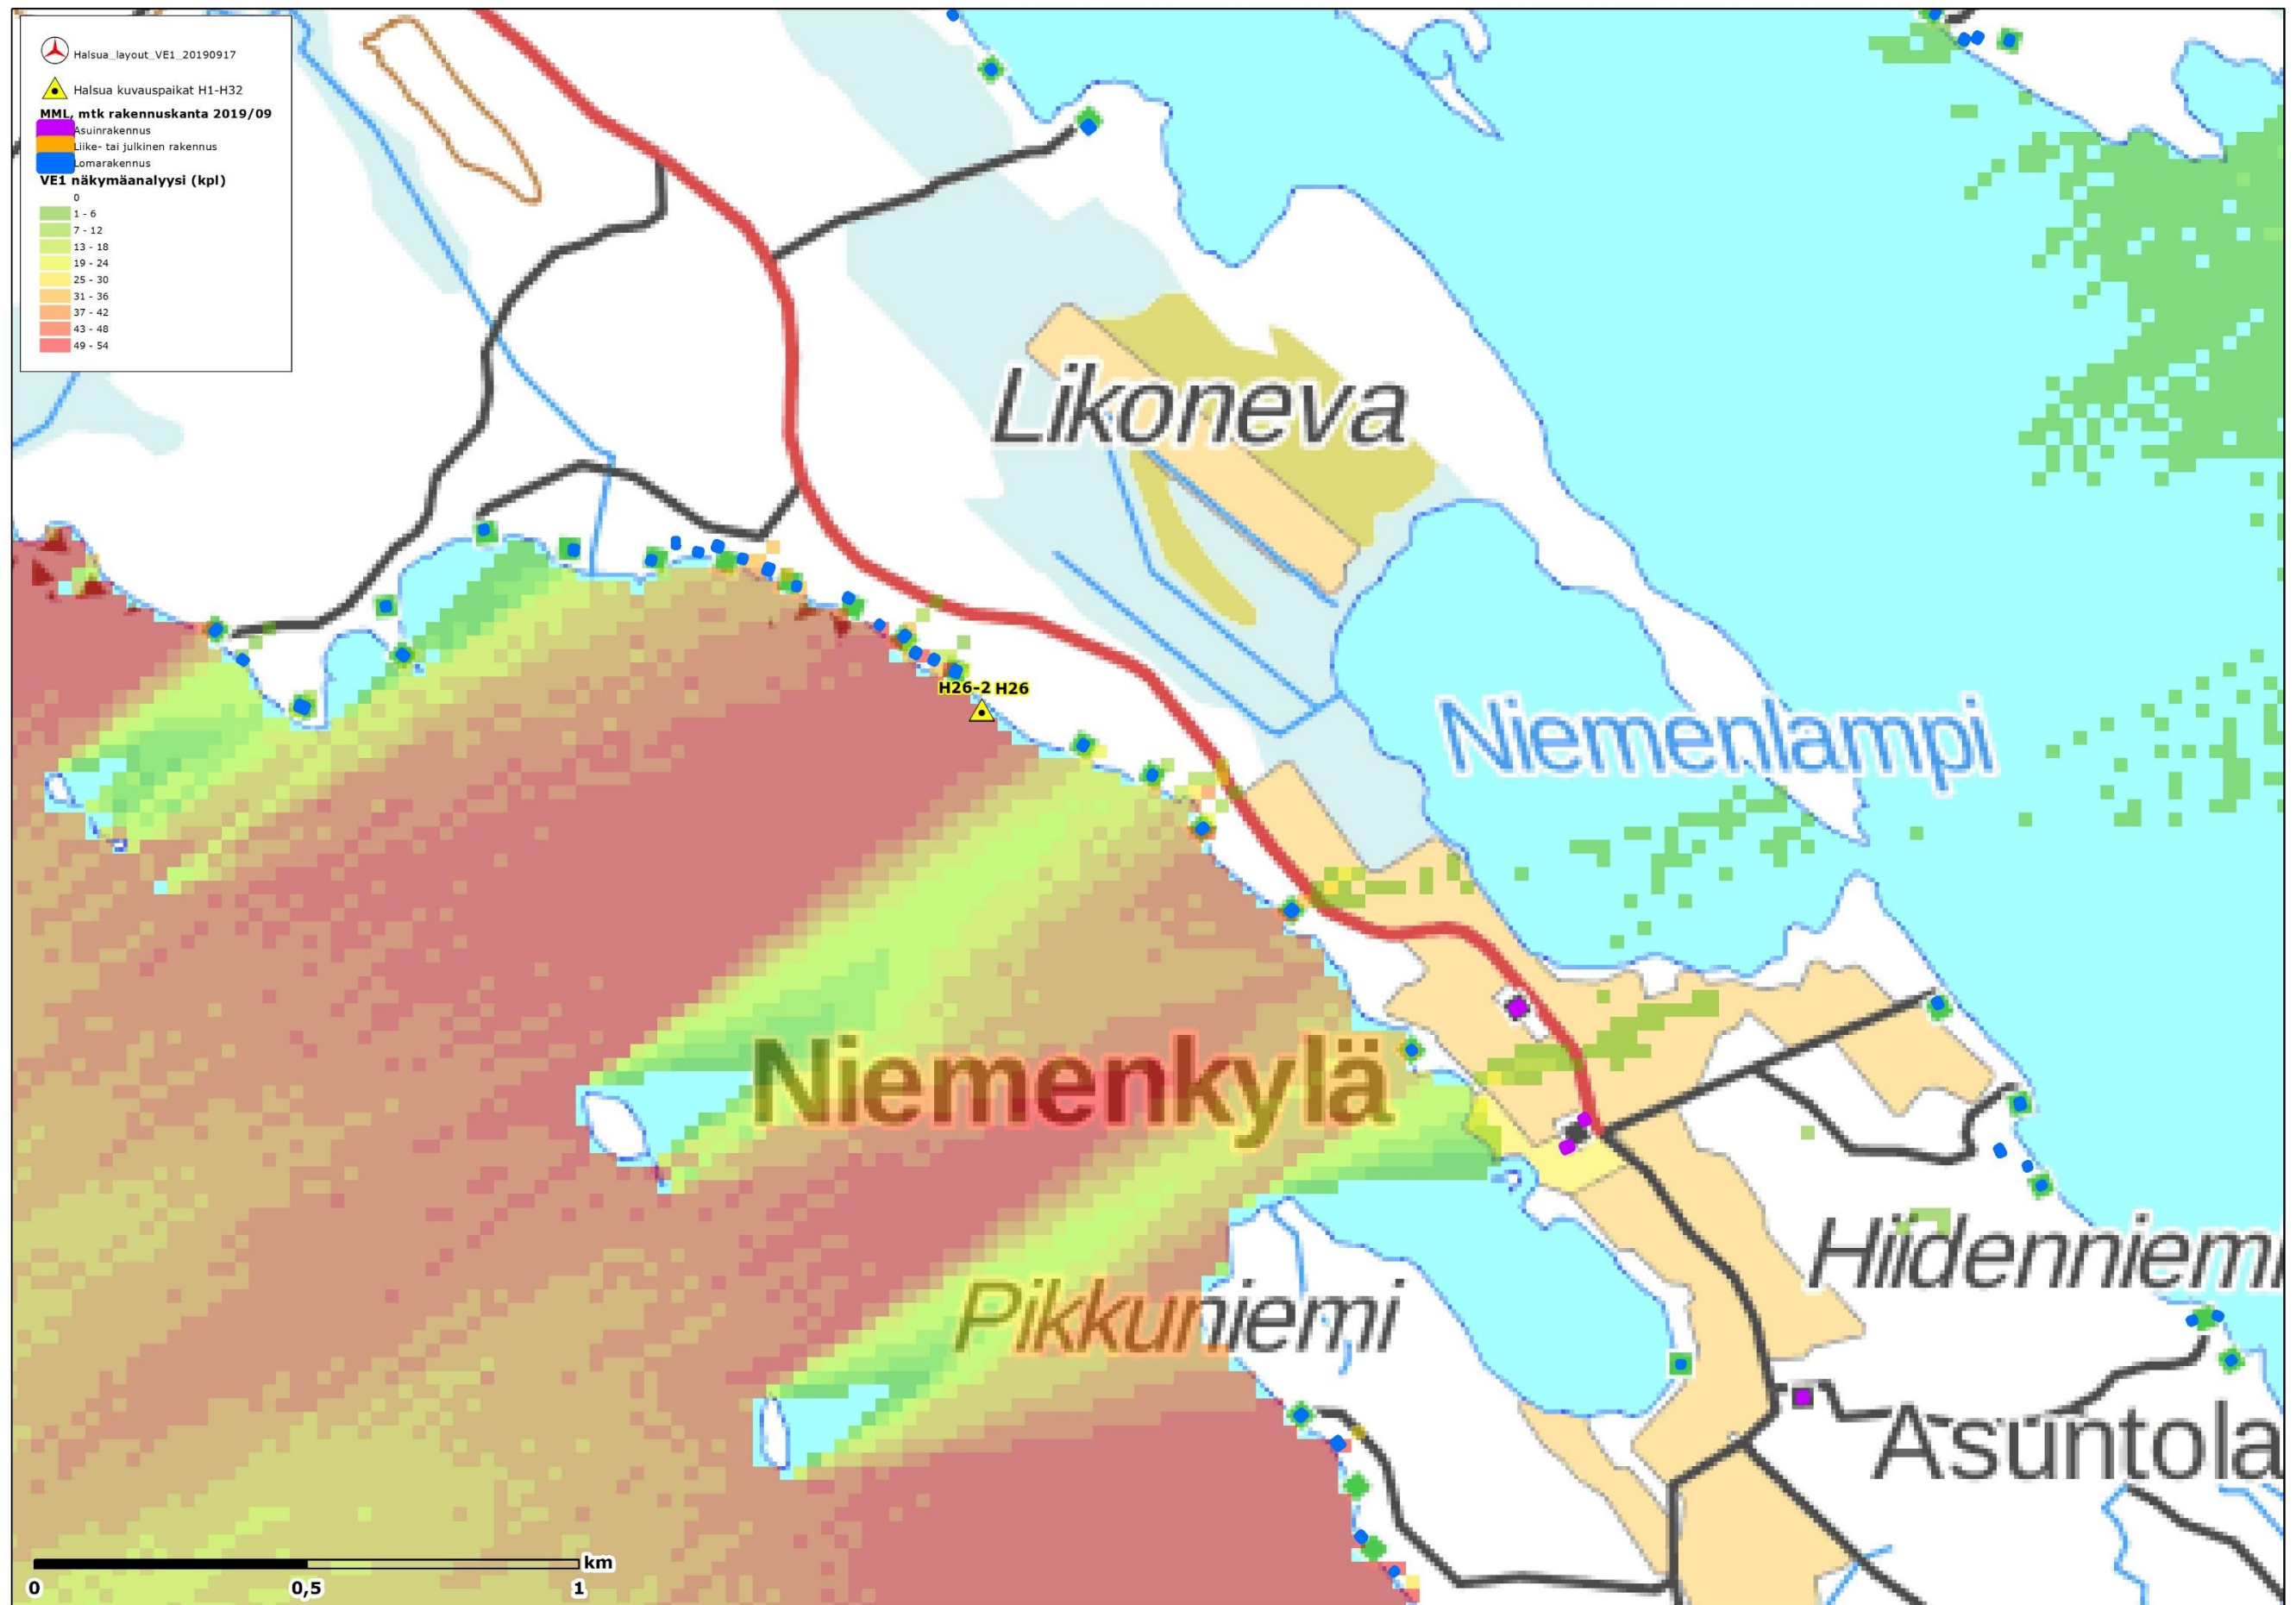 Halsua_layout_VE1_20190917
Halsua kuvauspaikat H1-H32
MML, mtk rakennuskanta 2019/09
Asuinrakennus
Liike- tai julkinen rakennus
Lomarakennus
VE1 näkymäanalyysi (kpl)
0
1 - 6
7 - 12
13 - 18
19 - 24
25 - 30
31 - 36
37 - 42
43 - 48
49 - 54
Likoneva
H26-2 H26
Niemenlampi
Niemenkylä
Hiidenniemi
Pikkuniemi
Asuntola
km
0 0,5 1